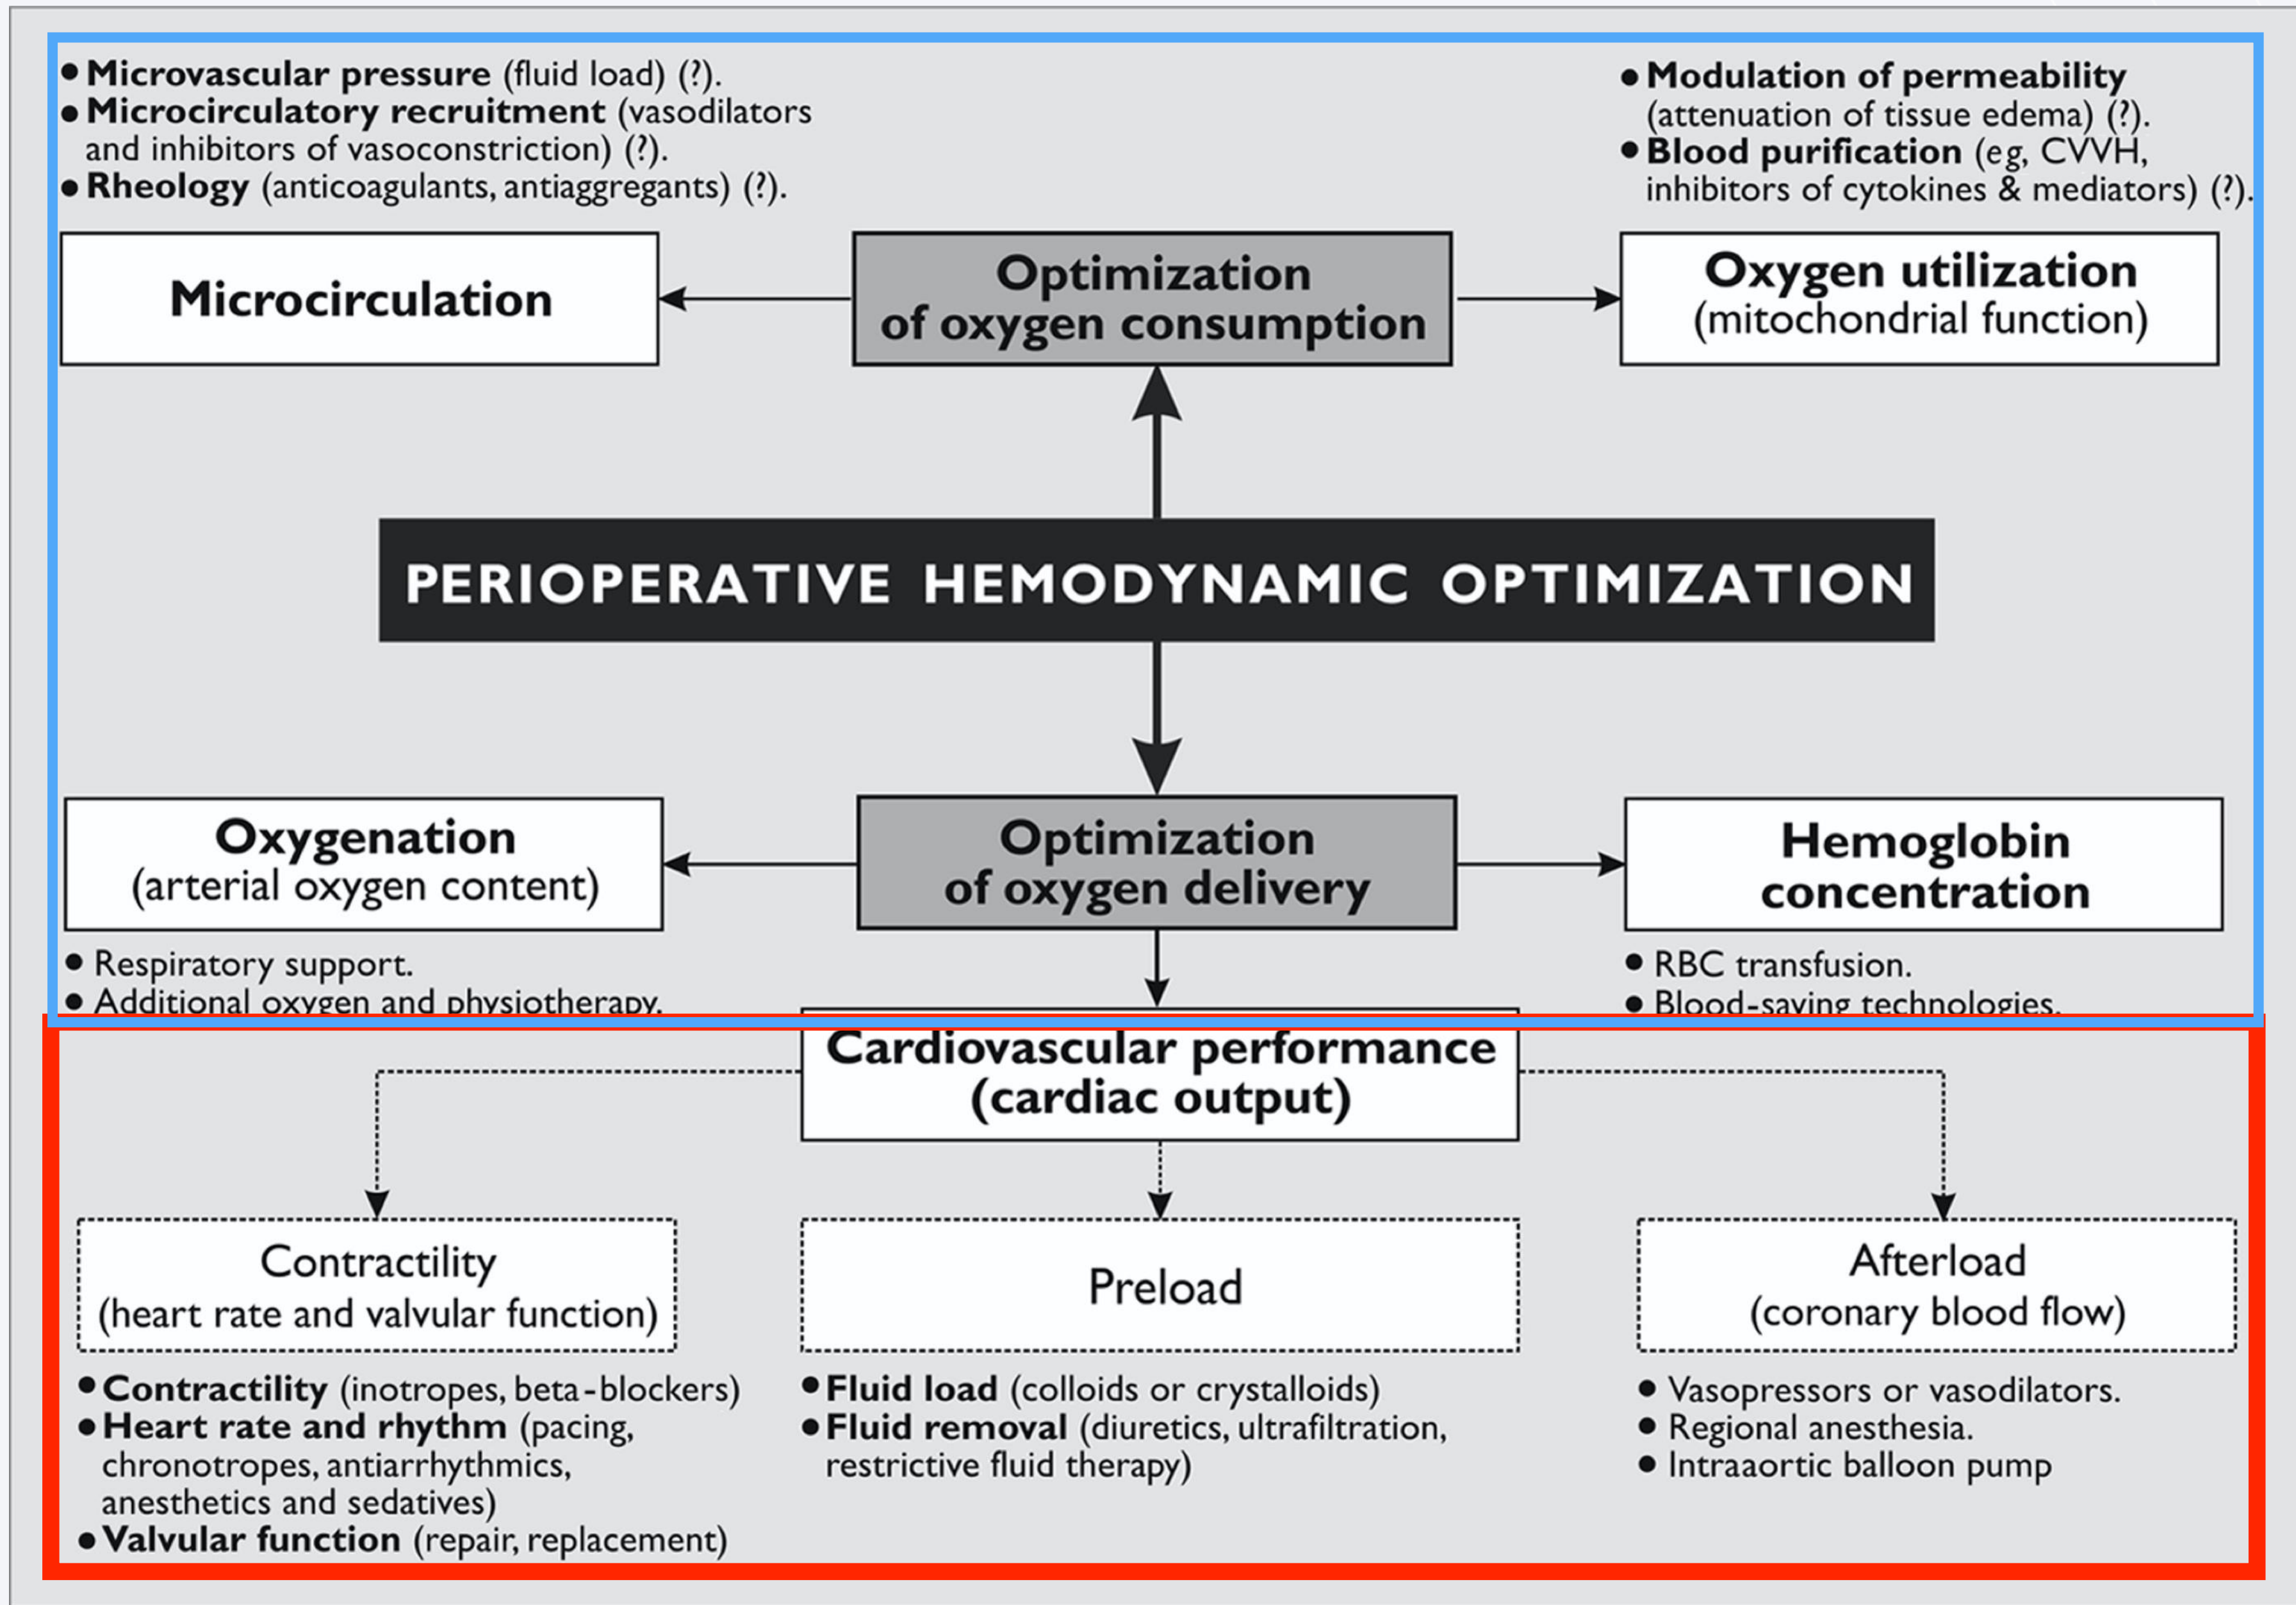 ● Microvascular pressure (fluid load) (?).
● Microcirculatory recruitment (vasodilators
and inhibitors of vasoconstriction) (?).
● Rheology (anticoagulants, antiaggregants) (?).
● Modulation of permeability
(attenuation of tissue edema) (?).
● Blood purification (eg, CVVH,
inhibitors of cytokines & mediators) (?).
Microcirculation
Optimization
of oxygen consumption
Oxygen utilization
(mitochondrial function)
PERIOPERATIVE HEMODYNAMIC OPTIMIZATION
Oxygenation
(arterial oxygen content)
Optimization
of oxygen delivery
Hemoglobin
concentration
● Respiratory support.
● Additional oxygen and physiotherapy.
● RBC transfusion.
● Blood-saving technologies.
Cardiovascular performance
(cardiac output)
Contractility
(heart rate and valvular function)
Preload
Afterload
(coronary blood flow)
● Contractility (inotropes, beta-blockers)
● Heart rate and rhythm (pacing,
chronotropes, antiarrhythmics,
anesthetics and sedatives)
● Valvular function (repair, replacement)
● Fluid load (colloids or crystalloids)
● Fluid removal (diuretics, ultrafiltration,
restrictive fluid therapy)
● Vasopressors or vasodilators.
● Regional anesthesia.
● Intraaortic balloon pump